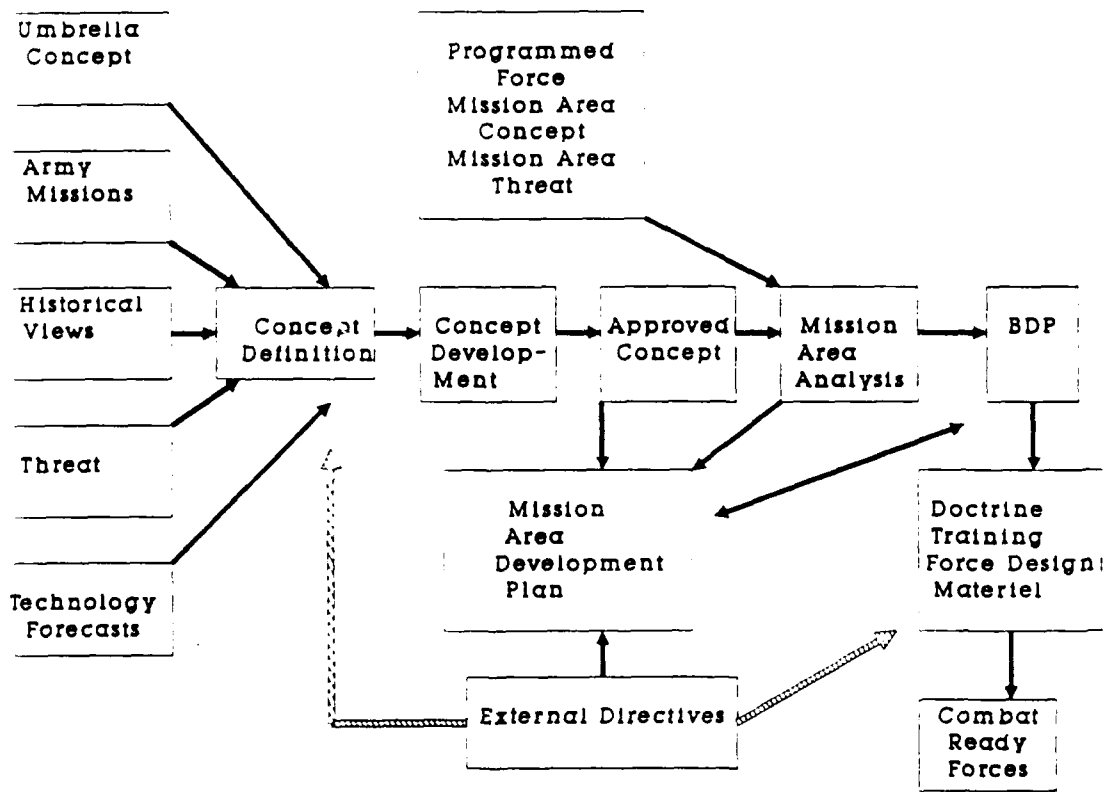 Umbrella
Concept
Army
Missions
Historical
Views
Threat
Technology
Forecasts
Programmed
Force
Mission Area
Concept
Mission Area
Threat
Concept
Definition
Concept
Develop-
Ment
Approved
Concept
Mission
Area
Analysis
BDP
Mission
Area
Development
Plan
Doctrine
Training
Force Design
Materiel
External Directives
Combat
Ready
Forces